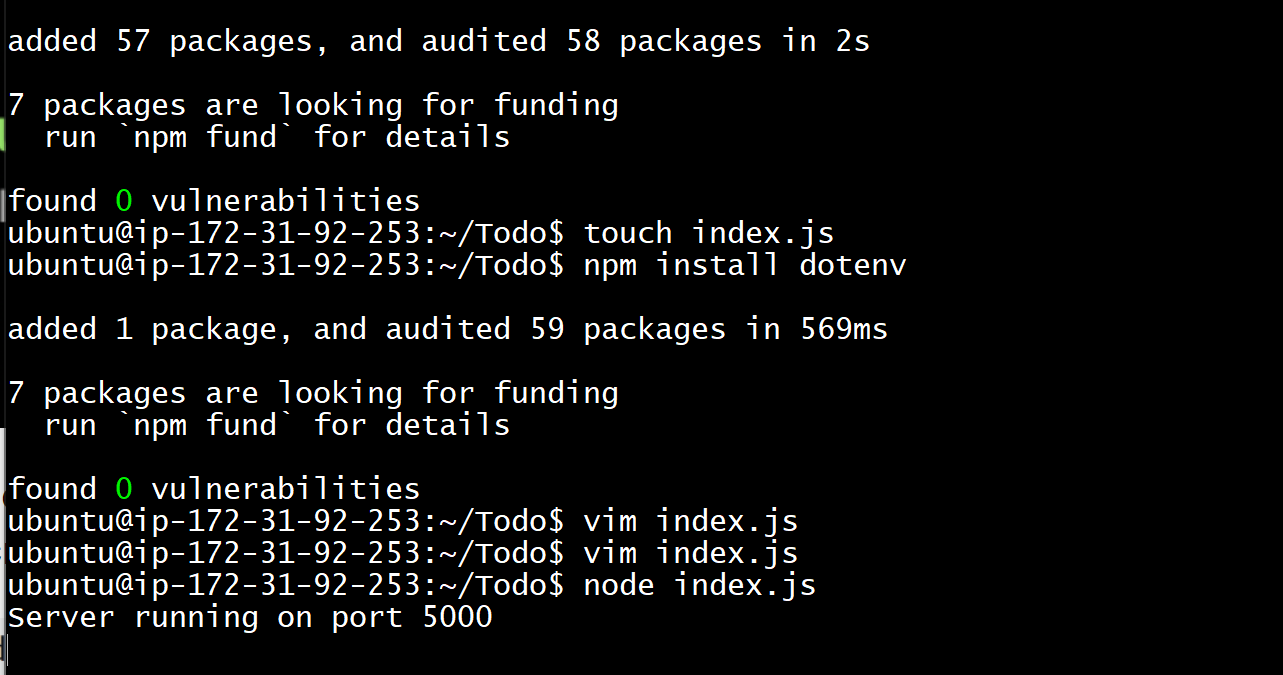 added 57 packages, and audited 58 packages in 2s
7 packages are looking for funding
run `npm fund` for details
found 0 vulnerabilities
ubuntu@ip-172-31-92-253:~/Todo$ touch index.js
ubuntu@ip-172-31-92-253:~/Todo$ npm install dotenv
added 1 package, and audited 59 packages in 569ms
7 packages are looking for funding
run `npm fund` for details
found 0 vulnerabilities
ubuntu@ip-172-31-92-253:~/Todo$ vim index.js
ubuntu@ip-172-31-92-253:~/Todo$ vim index.js
ubuntu@ip-172-31-92-253:~/Todo$ node index.js
Server running on port 5000